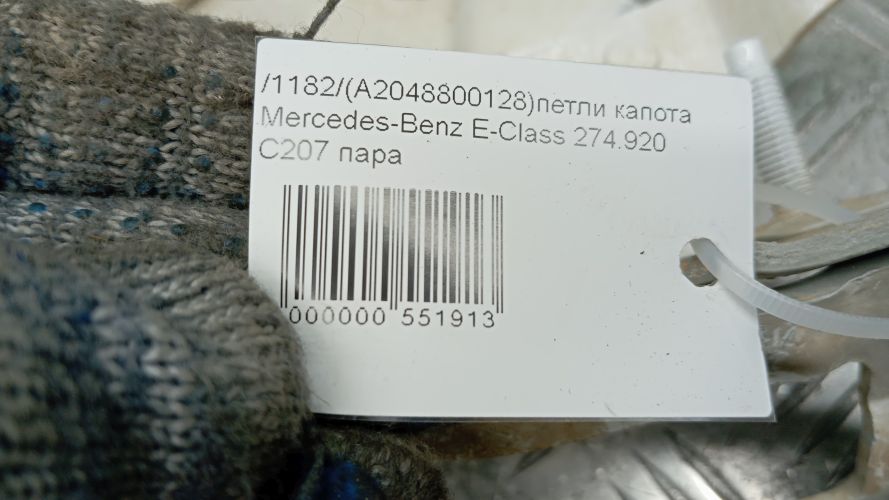 /1182/(A2048800128)петли капота
Mercedes-Benz E-Class 274.920
C207 пара
000000 551913